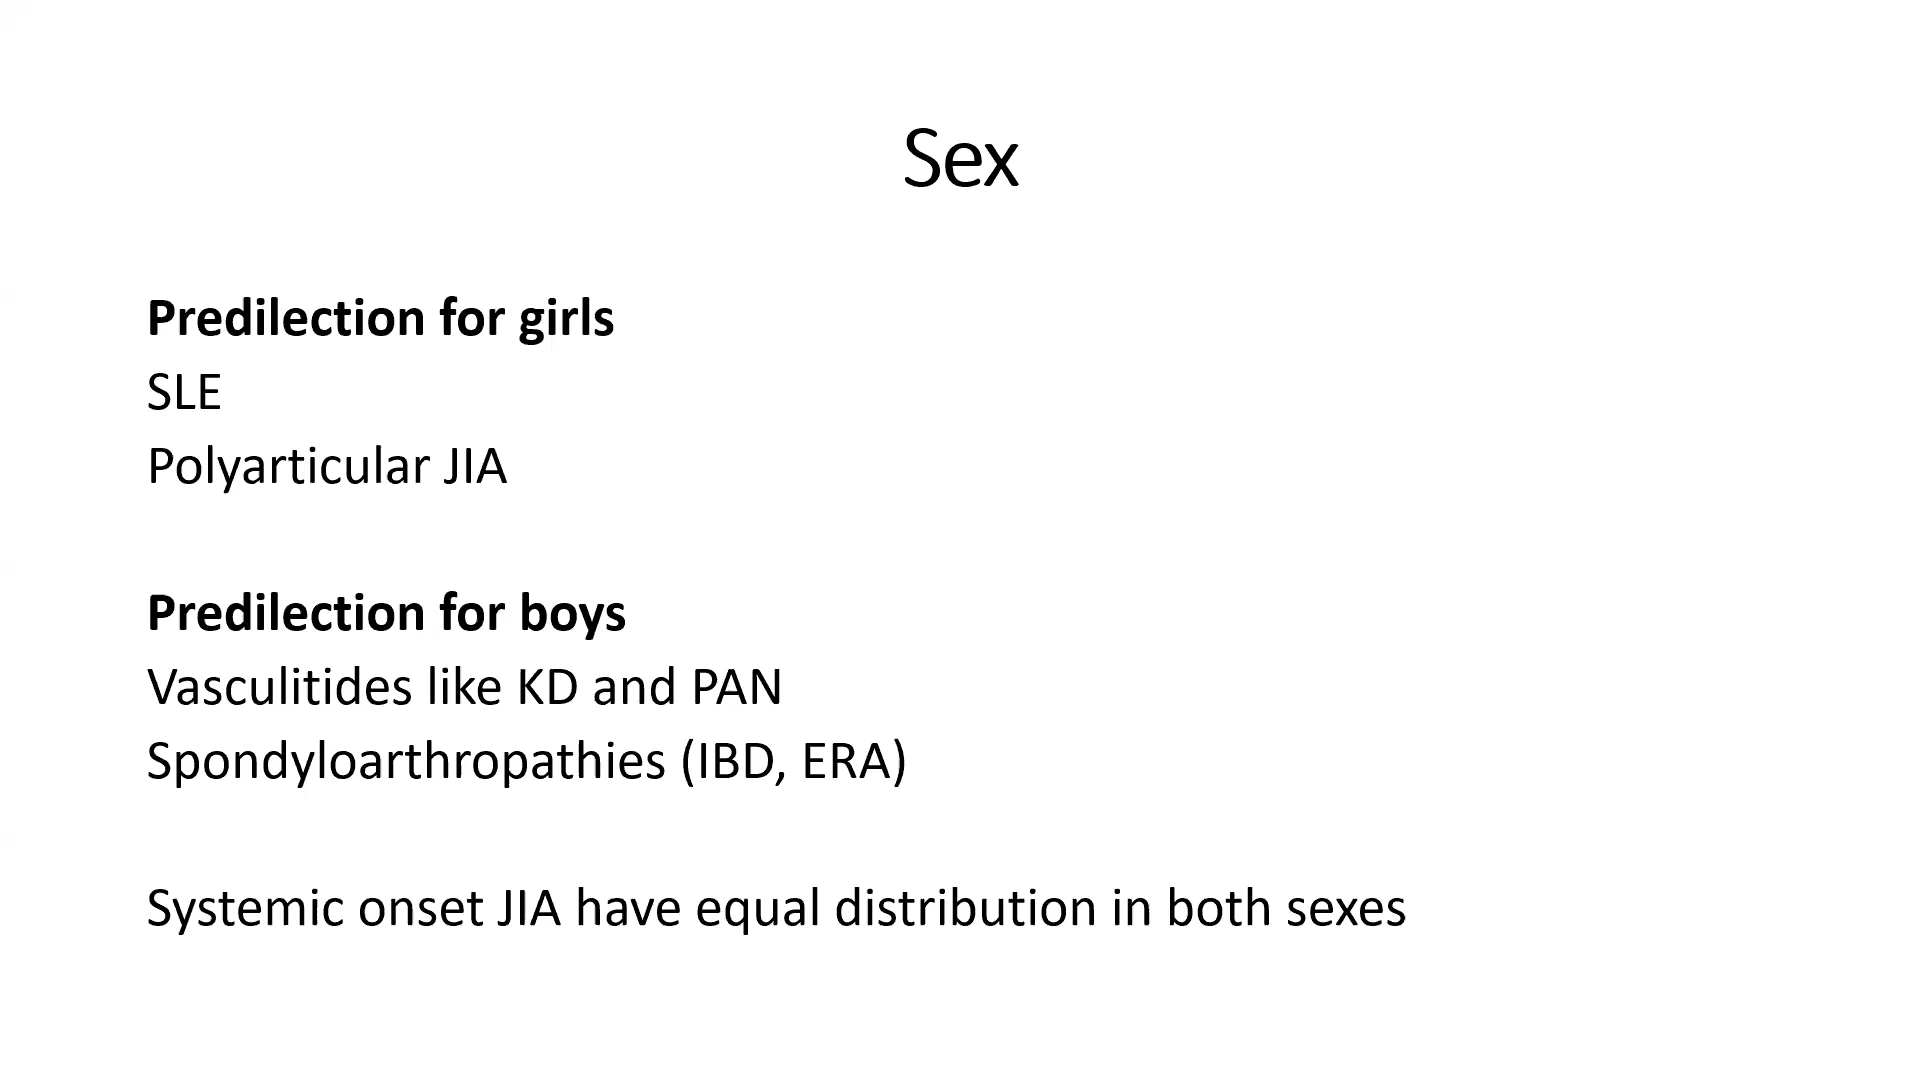 Sex
Predilection for girls
SLE
Polyarticular JIA
Predilection for boys
Vasculitides like KD and PAN
Spondyloarthropathies (IBD, ERA)
Systemic onset JIA have equal distribution in both sexes